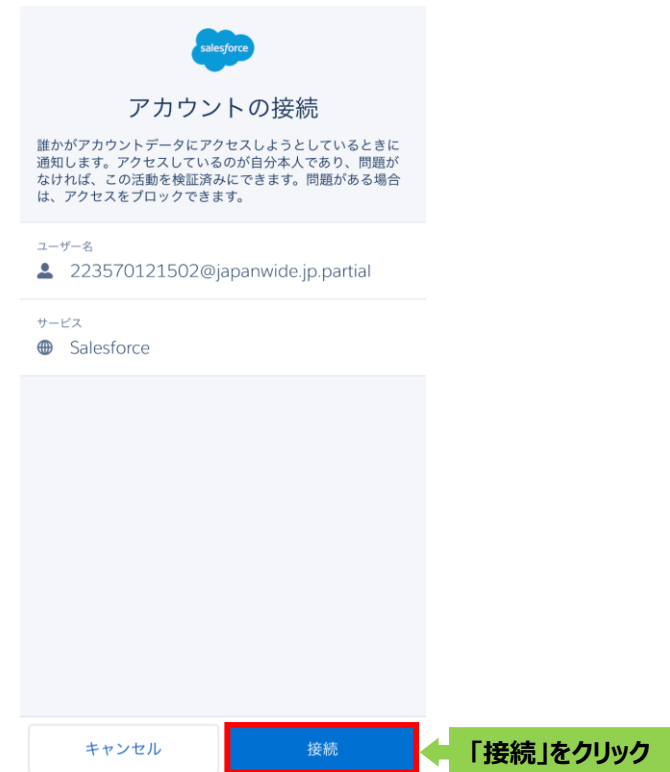 salesforce
アカウントの接続
誰かがアカウントデータにアクセスしようとしているときに
通知します。アクセスしているのが自分本人であり、問題が
なければ、この活動を検証済みにできます。問題がある場合
は、アクセスをブロックできます。
ユーザー名
223570121502@japanwide.jp.partial
サービス
Salesforce
キャンセル
接続
「接続」をクリック